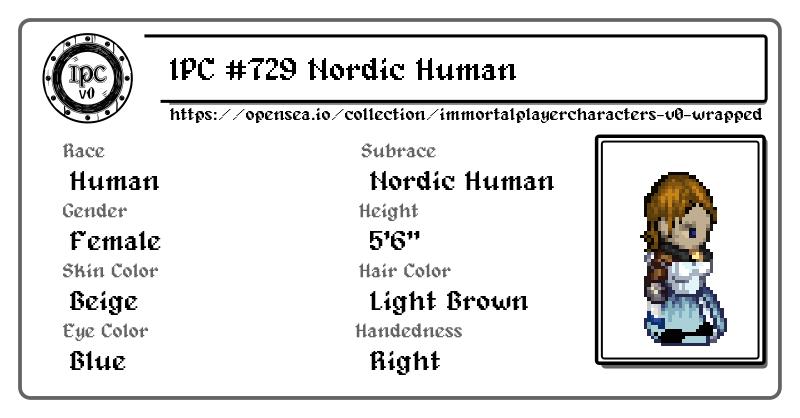 IPC
v0
IPC #729 Nordic Human
https://opensea.io/collection/immortalplayercharacters-v0-wrapped
Race
Human
Subrace
Nordic Human
Gender
Female
Height
5'6"
Skin Color
Beige
Hair Color
Light Brown
Eye Color
Blue
Handedness
Right